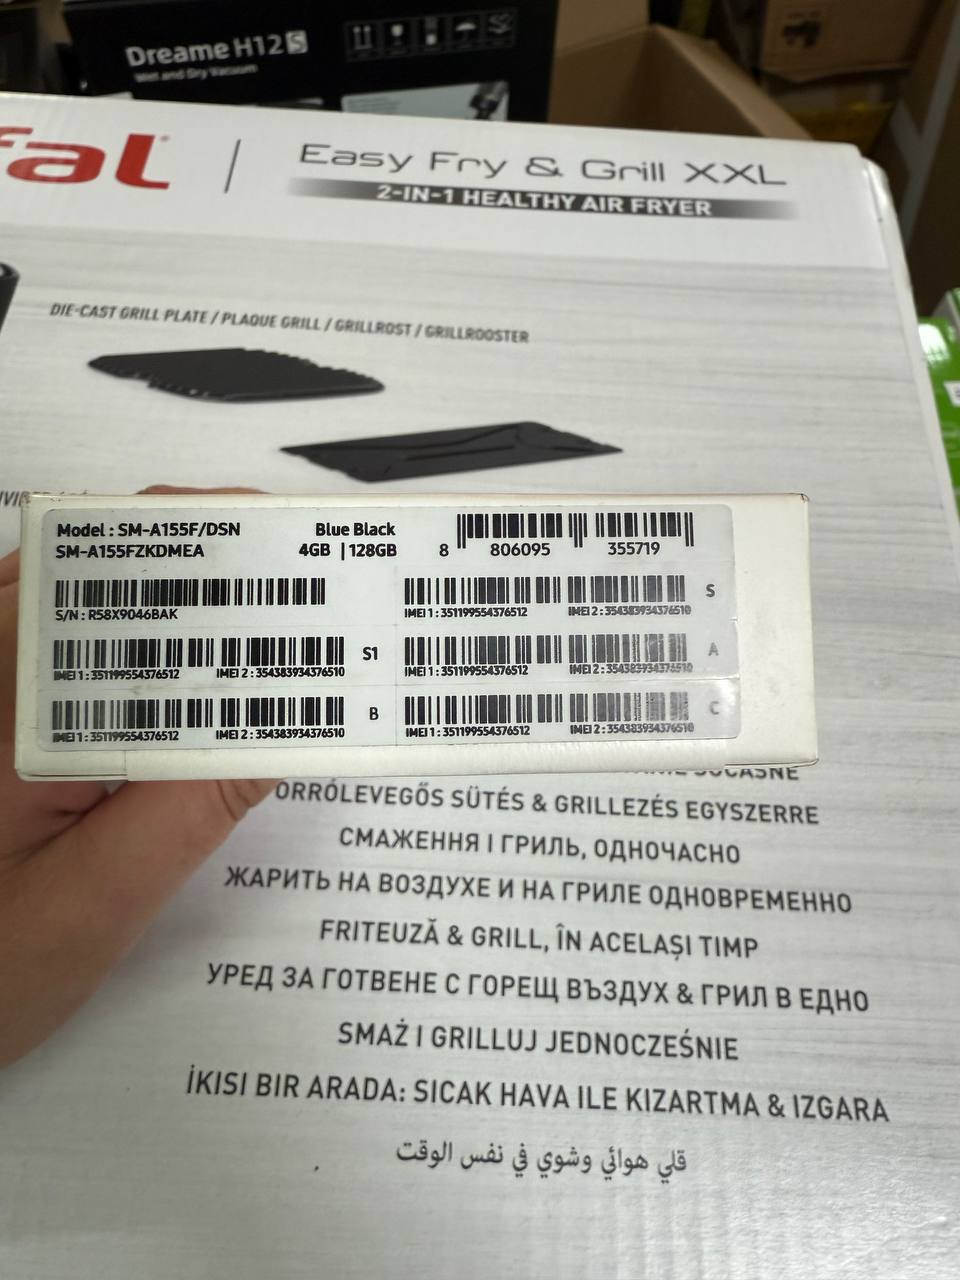 Dreame H12 S
Wet and Dry Vacuum
fal
Easy Fry & Grill XXL
2-IN-1 HEALTHY AIR FRYER
DIE-CAST GRILL PLATE / PLAQUE GRILL / GRILLROST / GRILLROOSTER
Model : SM-A155F/DSN
SM-A155FZKDMEA
Blue Black
4GB | 128GB
8 806095 355719
S/N : R58X9046BAK
IMEI 1 : 351199554376512 IMEI 2 : 354383934376510 S
IMEI 1 : 351199554376512 IMEI 2 : 354383934376510 S1
IMEI 1 : 351199554376512 IMEI 2 : 354383934376510 A
IMEI 1 : 351199554376512 IMEI 2 : 354383934376510 B
IMEI 1 : 351199554376512 IMEI 2 : 354383934376510 C
ORRÓLEVEGŐS SÜTÉS & GRILLEZÉS EGYSZERRE
СМАЖЕННЯ І ГРИЛЬ, ОДНОЧАСНО
ЖАРИТЬ НА ВОЗДУХЕ И НА ГРИЛЕ ОДНОВРЕМЕННО
FRITEUZĂ & GRILL, ÎN ACELAȘI TIMP
УРЕД ЗА ГОТВЕНЕ С ГОРЕЩ ВЪЗДУХ & ГРИЛ В ЕДНО
SMAŻ I GRILLUJ JEDNOCZEŚNIE
İKISI BIR ARADA: SICAK HAVA ILE KIZARTMA & IZGARA
قلي هوائي وشوي في نفس الوقت